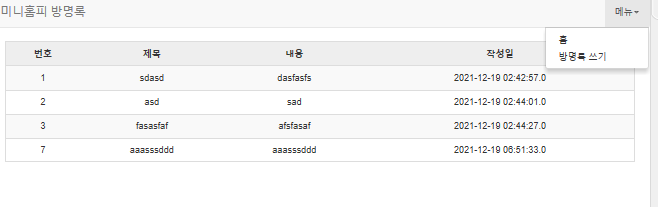 미니홈피 방명록 메뉴
홈
방명록 쓰기
번호 제목 내용 작성일
1 sdasd dasfasfs 2021-12-19 02:42:57.0
2 asd sad 2021-12-19 02:44:01.0
3 fasasfaf afsfasaf 2021-12-19 02:44:27.0
7 aaasssddd aaasssddd 2021-12-19 06:51:33.0